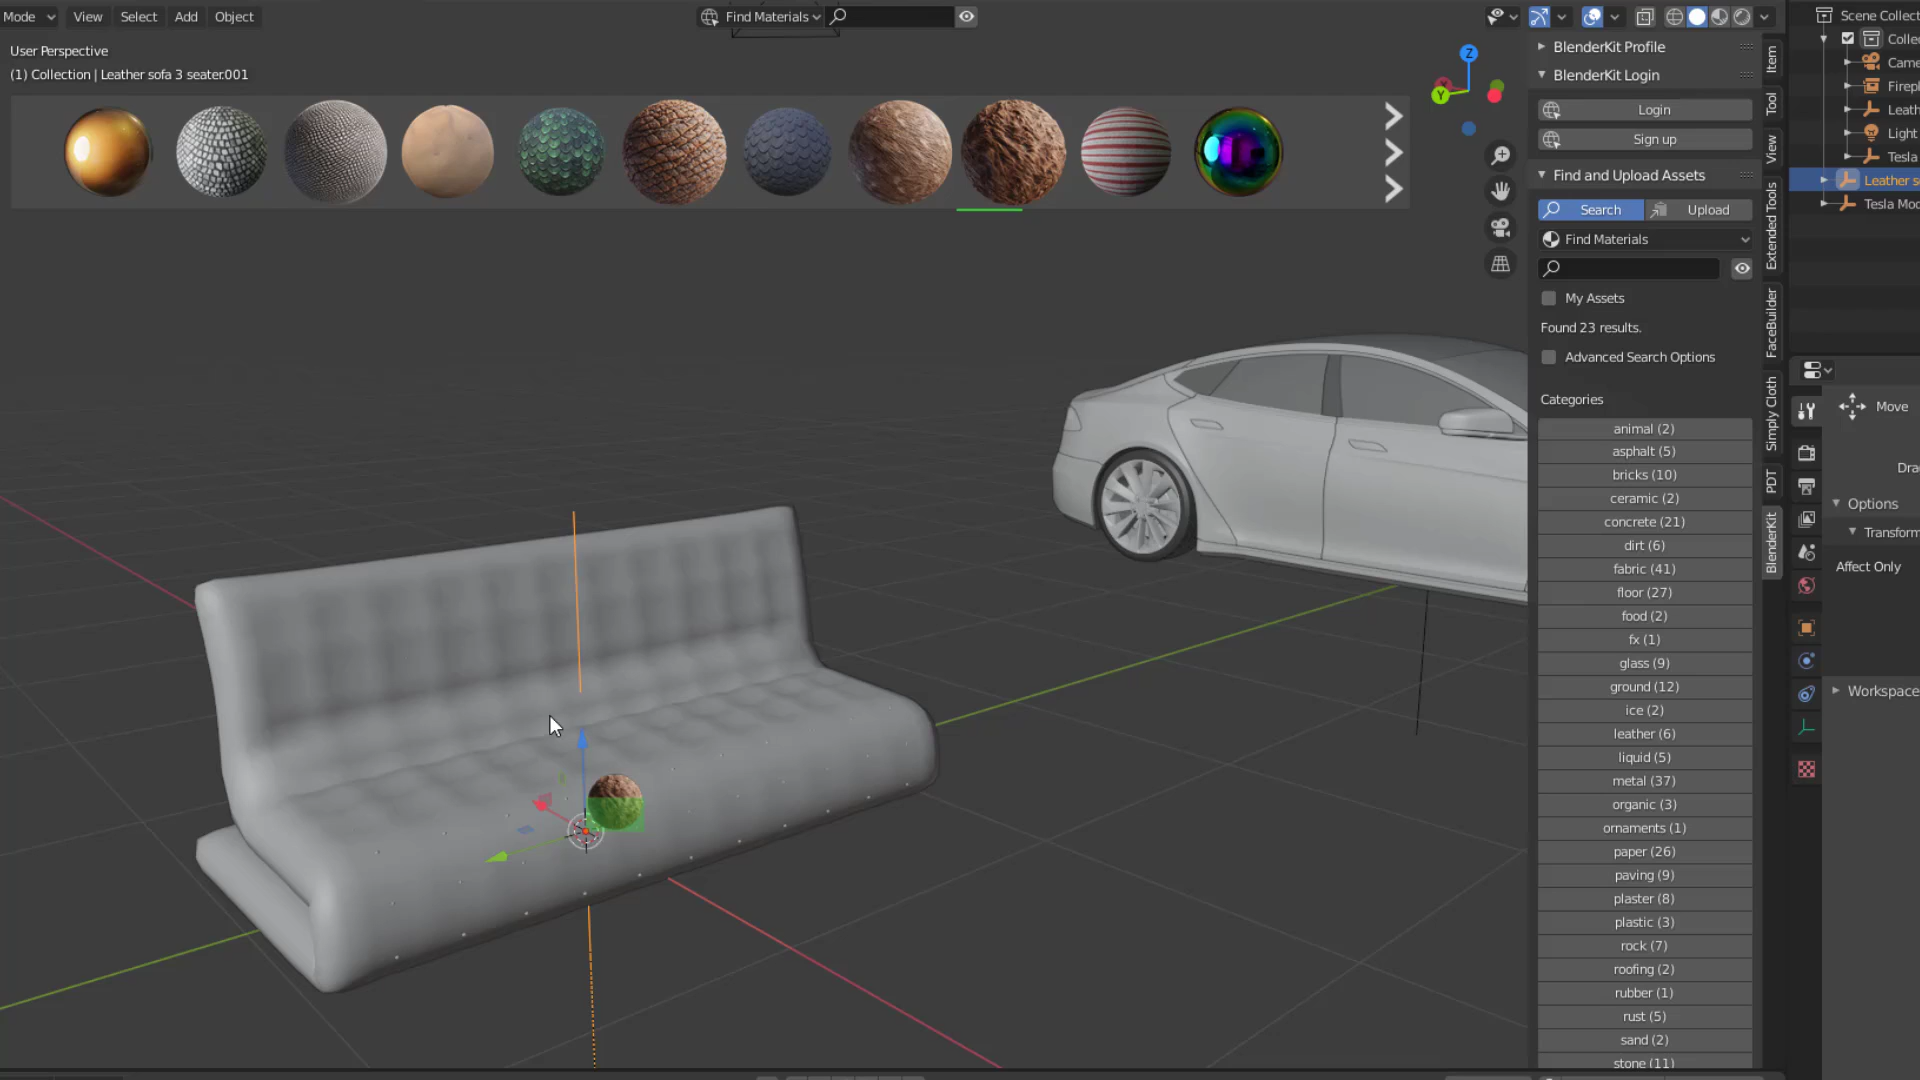 Mode
View
Select
Add
Object
Find Materials
User Perspective
(1) Collection | Leather sofa 3 seater.001
Z
Y
BlenderKit Profile
BlenderKit Login
Login
Sign up
Find and Upload Assets
Search
Upload
Find Materials
My Assets
Found 23 results.
Advanced Search Options
Categories
animal (2)
asphalt (5)
bricks (10)
ceramic (2)
concrete (21)
dirt (6)
fabric (41)
floor (27)
food (2)
fx (1)
glass (9)
ground (12)
ice (2)
leather (6)
liquid (5)
metal (37)
organic (3)
ornaments (1)
paper (26)
paving (9)
plaster (8)
plastic (3)
rock (7)
roofing (2)
rubber (1)
rust (5)
sand (2)
stone (11)
Item
Tool
View
Extended Tools
FaceBuilder
Simply Cloth
PDT
BlenderKit
Scene Collect
Collec
Came
Firepl
Leath
Light
Tesla
Leather s
Tesla Mod
Move
Dra
Options
Transform
Affect Only
Workspace